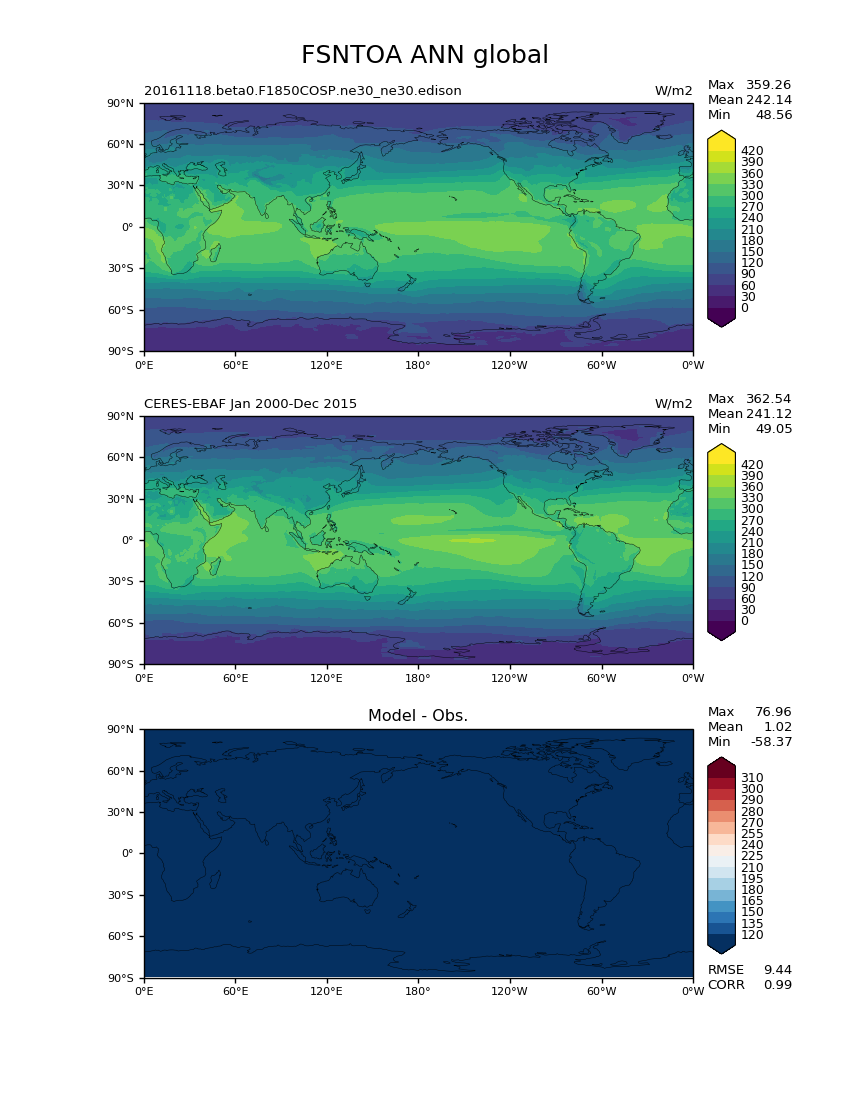 FSNTOA ANN global
20161118.beta0.F1850COSP.ne30_ne30.edison W/m2
Max 359.26
Mean 242.14
Min 48.56
420
390
360
330
300
270
240
210
180
150
120
90
60
30
0
90°N
60°N
30°N
0°
30°S
60°S
90°S
0°E 60°E 120°E 180° 120°W 60°W 0°W
CERES-EBAF Jan 2000-Dec 2015 W/m2
Max 362.54
Mean 241.12
Min 49.05
420
390
360
330
300
270
240
210
180
150
120
90
60
30
0
90°N
60°N
30°N
0°
30°S
60°S
90°S
0°E 60°E 120°E 180° 120°W 60°W 0°W
Model - Obs.
Max 76.96
Mean 1.02
Min -58.37
310
300
290
280
270
255
240
225
210
195
180
165
150
135
120
90°N
60°N
30°N
0°
30°S
60°S
90°S
0°E 60°E 120°E 180° 120°W 60°W 0°W
RMSE 9.44
CORR 0.99